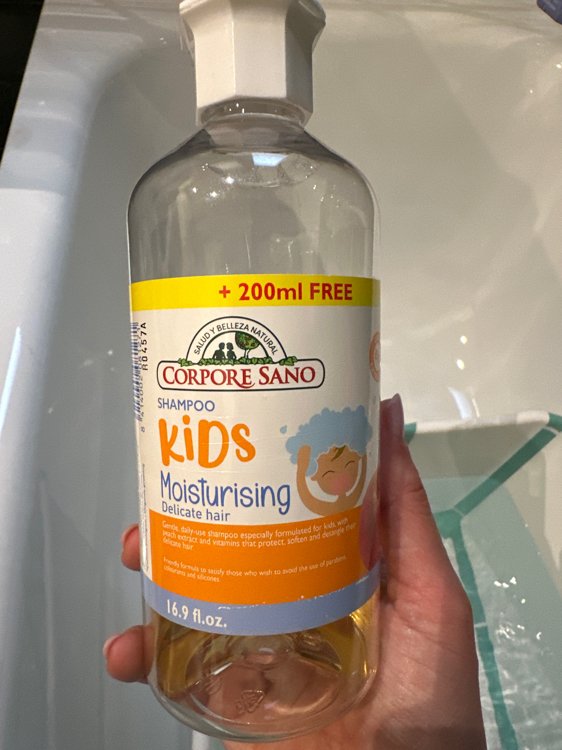 + 200ml FREE
SALUD Y BELLEZA NATURAL
CORPORE SANO
SHAMPOO
KiDS
Moisturising
Delicate hair
Gentle, daily-use shampoo especially formulated for kids, with
peach extract and vitamins that protect, soften and detangle their
delicate hair.
Friendly formula to satisfy those who wish to avoid the use of parabens,
colourants and silicones.
16.9 fl.oz.
R0457A